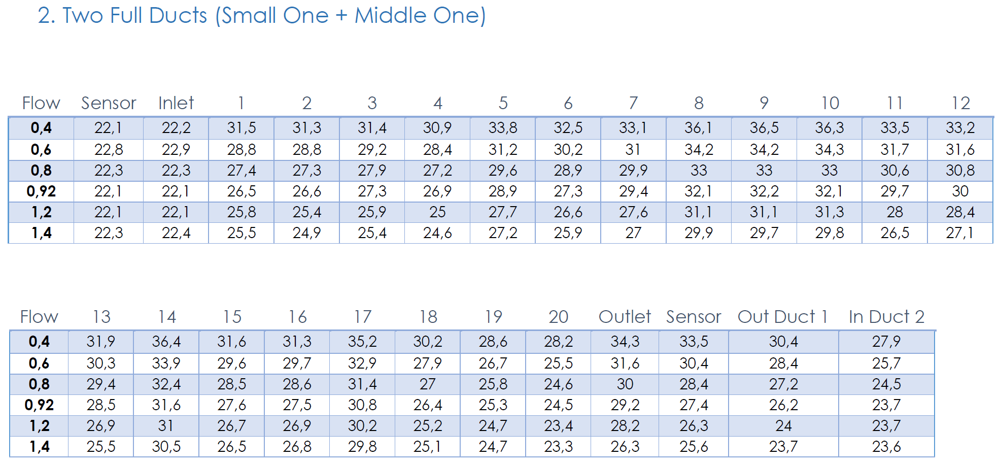 2. Two Full Ducts (Small One + Middle One)
Flow Sensor Inlet 1 2 3 4 5 6 7 8 9 10 11 12
0,4 22,1 22,2 31,5 31,3 31,4 30,9 33,8 32,5 33,1 36,1 36,5 36,3 33,5 33,2
0,6 22,8 22,9 28,8 28,8 29,2 28,4 31,2 30,2 31 34,2 34,2 34,3 31,7 31,6
0,8 22,3 22,3 27,4 27,3 27,9 27,2 29,6 28,9 29,9 33 33 33 30,6 30,8
0,92 22,1 22,1 26,5 26,6 27,3 26,9 28,9 27,3 29,4 32,1 32,2 32,1 29,7 30
1,2 22,1 22,1 25,8 25,4 25,9 25 27,7 26,6 27,6 31,1 31,1 31,3 28 28,4
1,4 22,3 22,4 25,5 24,9 25,4 24,6 27,2 25,9 27 29,9 29,7 29,8 26,5 27,1
Flow 13 14 15 16 17 18 19 20 Outlet Sensor Out Duct 1 In Duct 2
0,4 31,9 36,4 31,6 31,3 35,2 30,2 28,6 28,2 34,3 33,5 30,4 27,9
0,6 30,3 33,9 29,6 29,7 32,9 27,9 26,7 25,5 31,6 30,4 28,4 25,7
0,8 29,4 32,4 28,5 28,6 31,4 27 25,8 24,6 30 28,4 27,2 24,5
0,92 28,5 31,6 27,6 27,5 30,8 26,4 25,3 24,5 29,2 27,4 26,2 23,7
1,2 26,9 31 26,7 26,9 30,2 25,2 24,7 23,4 28,2 26,3 24 23,7
1,4 25,5 30,5 26,5 26,8 29,8 25,1 24,7 23,3 26,3 25,6 23,7 23,6